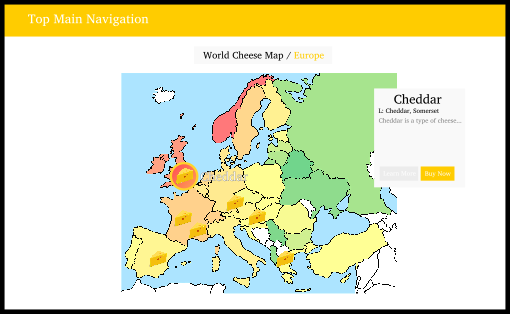 Top Main Navigation
World Cheese Map / Europe
Cheddar
L: Cheddar, Somerset
Cheddar is a type of cheese...
Cheddar
Learn More Buy Now